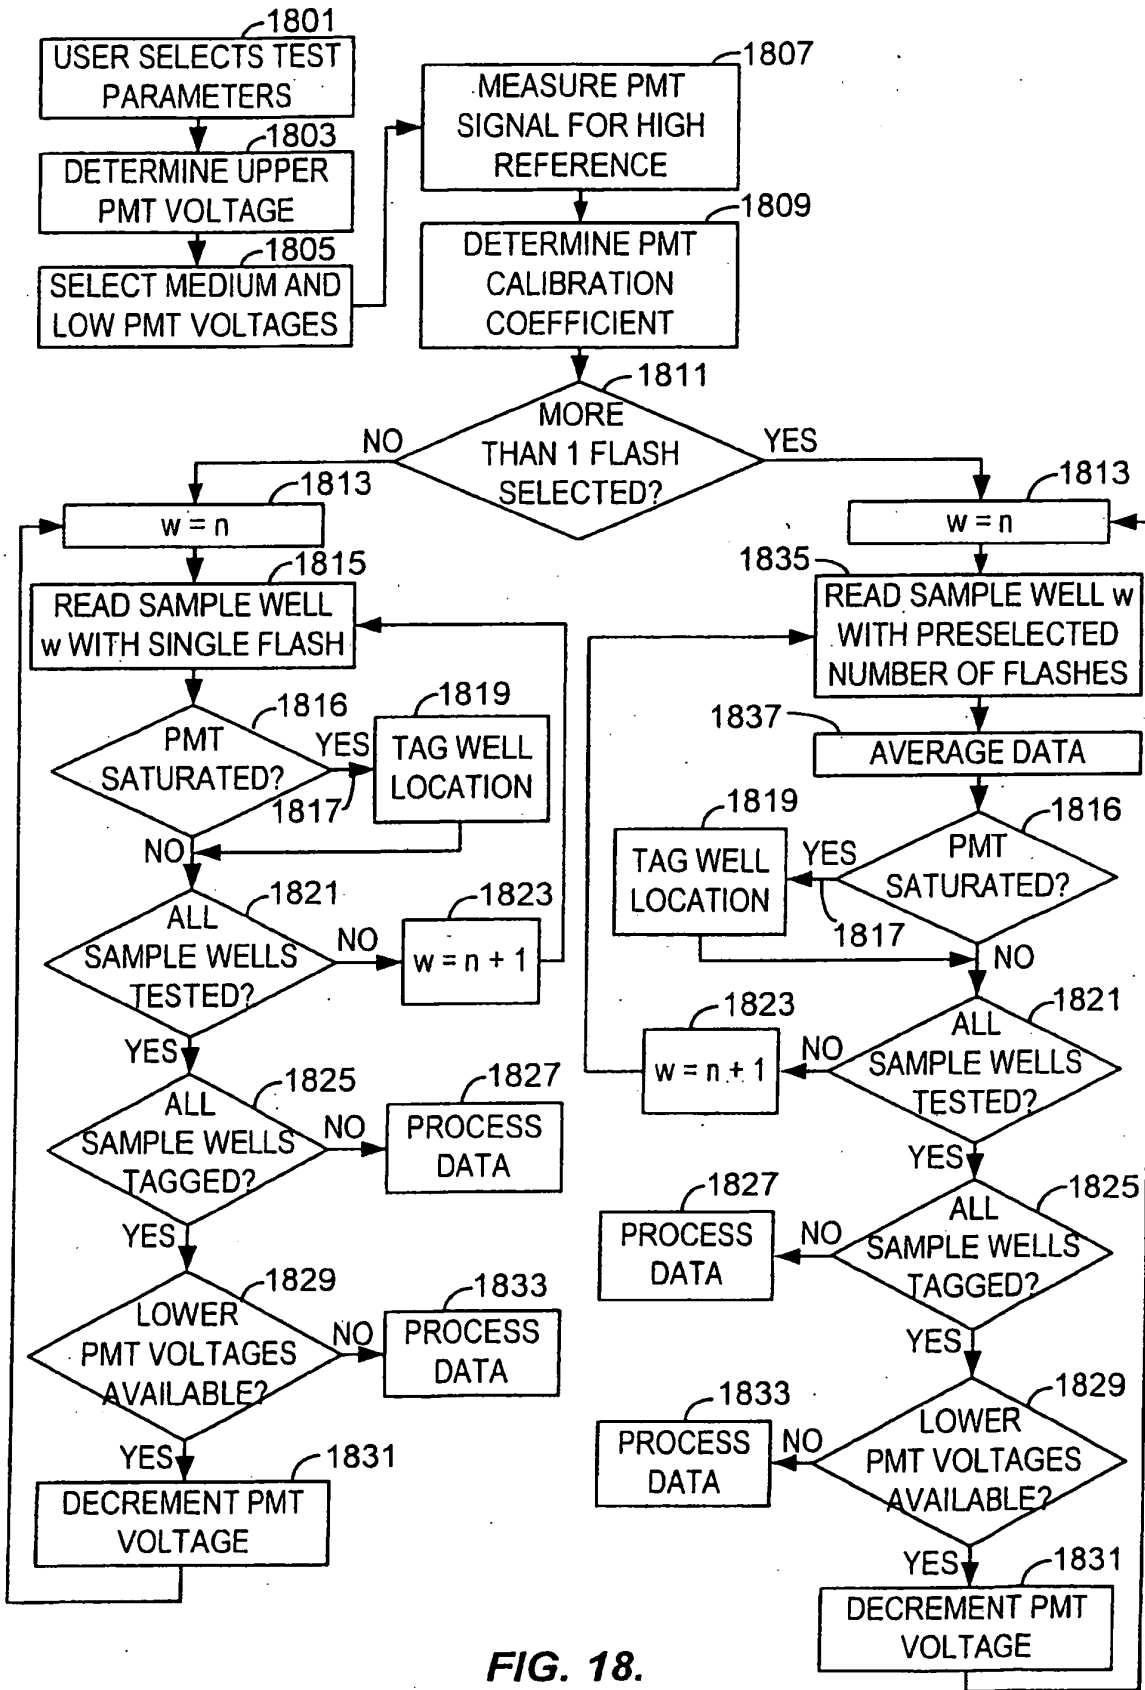 1801
USER SELECTS TEST
PARAMETERS
1803
DETERMINE UPPER
PMT VOLTAGE
1805
SELECT MEDIUM AND
LOW PMT VOLTAGES
1807
MEASURE PMT
SIGNAL FOR HIGH
REFERENCE
1809
DETERMINE PMT
CALIBRATION
COEFFICIENT
1811
MORE
THAN 1 FLASH
SELECTED?
NO
YES
1813
w = n
1815
READ SAMPLE WELL
w WITH SINGLE FLASH
1816
PMT
SATURATED?
YES
1817
1819
TAG WELL
LOCATION
NO
1821
ALL
SAMPLE WELLS
TESTED?
NO
1823
w = n + 1
YES
1825
ALL
SAMPLE WELLS
TAGGED?
NO
1827
PROCESS
DATA
YES
1829
LOWER
PMT VOLTAGES
AVAILABLE?
NO
1833
PROCESS
DATA
YES
1831
DECREMENT PMT
VOLTAGE
1813
w = n
1835
READ SAMPLE WELL w
WITH PRESELECTED
NUMBER OF FLASHES
1837
AVERAGE DATA
1816
PMT
SATURATED?
YES
1817
1819
TAG WELL
LOCATION
NO
1821
ALL
SAMPLE WELLS
TESTED?
NO
1823
w = n + 1
YES
1825
ALL
SAMPLE WELLS
TAGGED?
NO
1827
PROCESS
DATA
YES
1829
LOWER
PMT VOLTAGES
AVAILABLE?
NO
1833
PROCESS
DATA
YES
1831
DECREMENT PMT
VOLTAGE
FIG. 18.